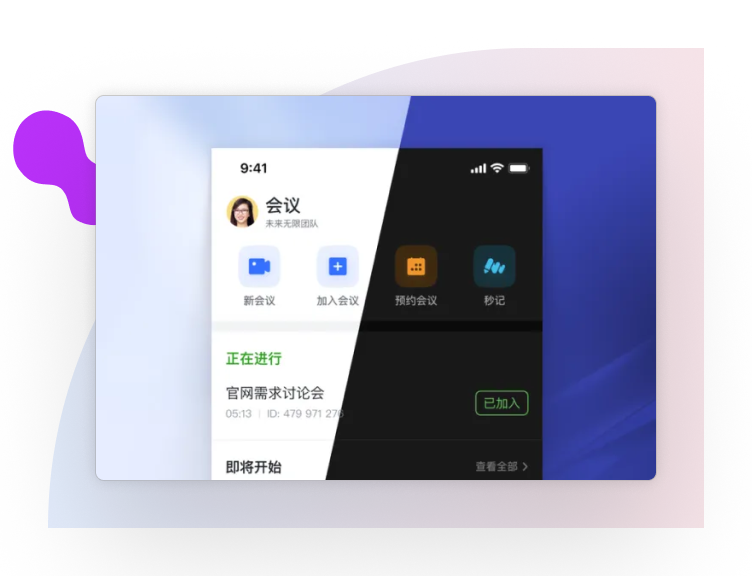 9:41
会议
未来无限团队
新会议 加入会议 预约会议 秒记
正在进行
官网需求讨论会
05:13 | ID: 479 971 276
已加入
即将开始 查看全部 >